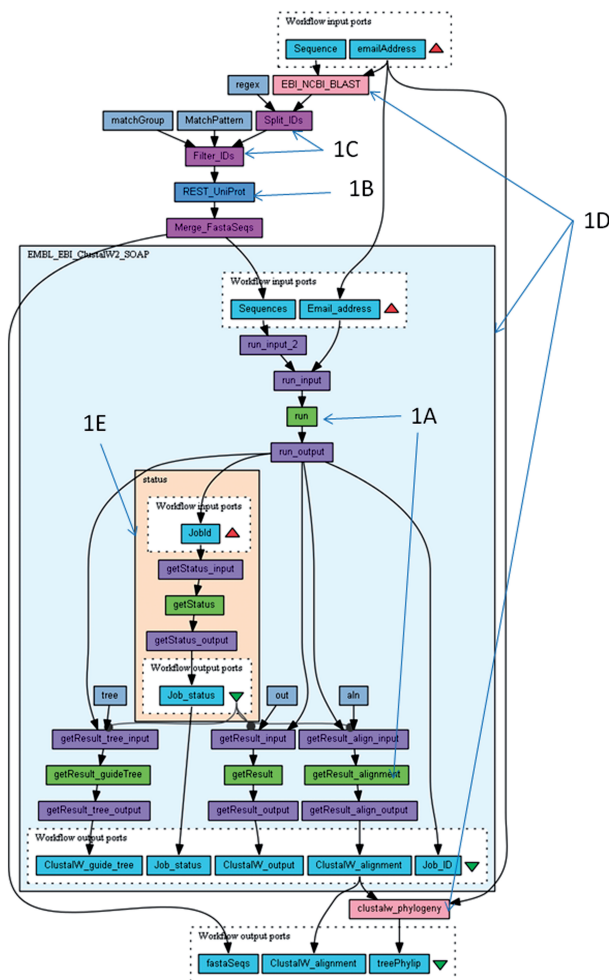 Workflow input ports
Sequence emailAddress
regex EBI_NCBI_BLAST
matchGroup MatchPattern Split_IDs
1C
Filter_IDs
REST_UniProt
1B
1D
Merge_FastaSeqs
EMBL_EBI_ClustalW2_SOAP
Workflow input ports
Sequences Email_address
run_input_2
run_input
run
1A
1E
run_output
status
Workflow input ports
JobId
getStatus_input
getStatus
getStatus_output
Workflow output ports
tree Job_status out aln
getResult_tree_input getResult_input getResult_align_input
getResult_guideTree getResult getResult_alignment
getResult_tree_output getResult_output getResult_align_output
Workflow output ports
ClustalW_guide_tree Job_status ClustalW_output ClustalW_alignment Job_ID
clustalw_phylogeny
Workflow output ports
fastaSeqs ClustalW_alignment treePhylip